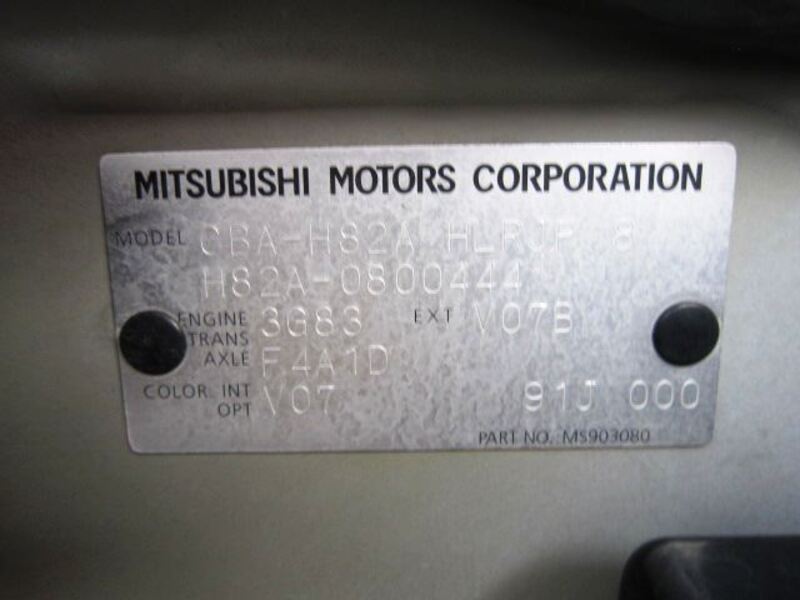 MITSUBISHI MOTORS CORPORATION
MODEL CBA-H82A HLRJP 8
H82A-0800444
ENGINE 3G83 EXT V07B
TRANS
AXLE F4A1D
COLOR INT V07 91J 000
OPT
PART NO. MS903080